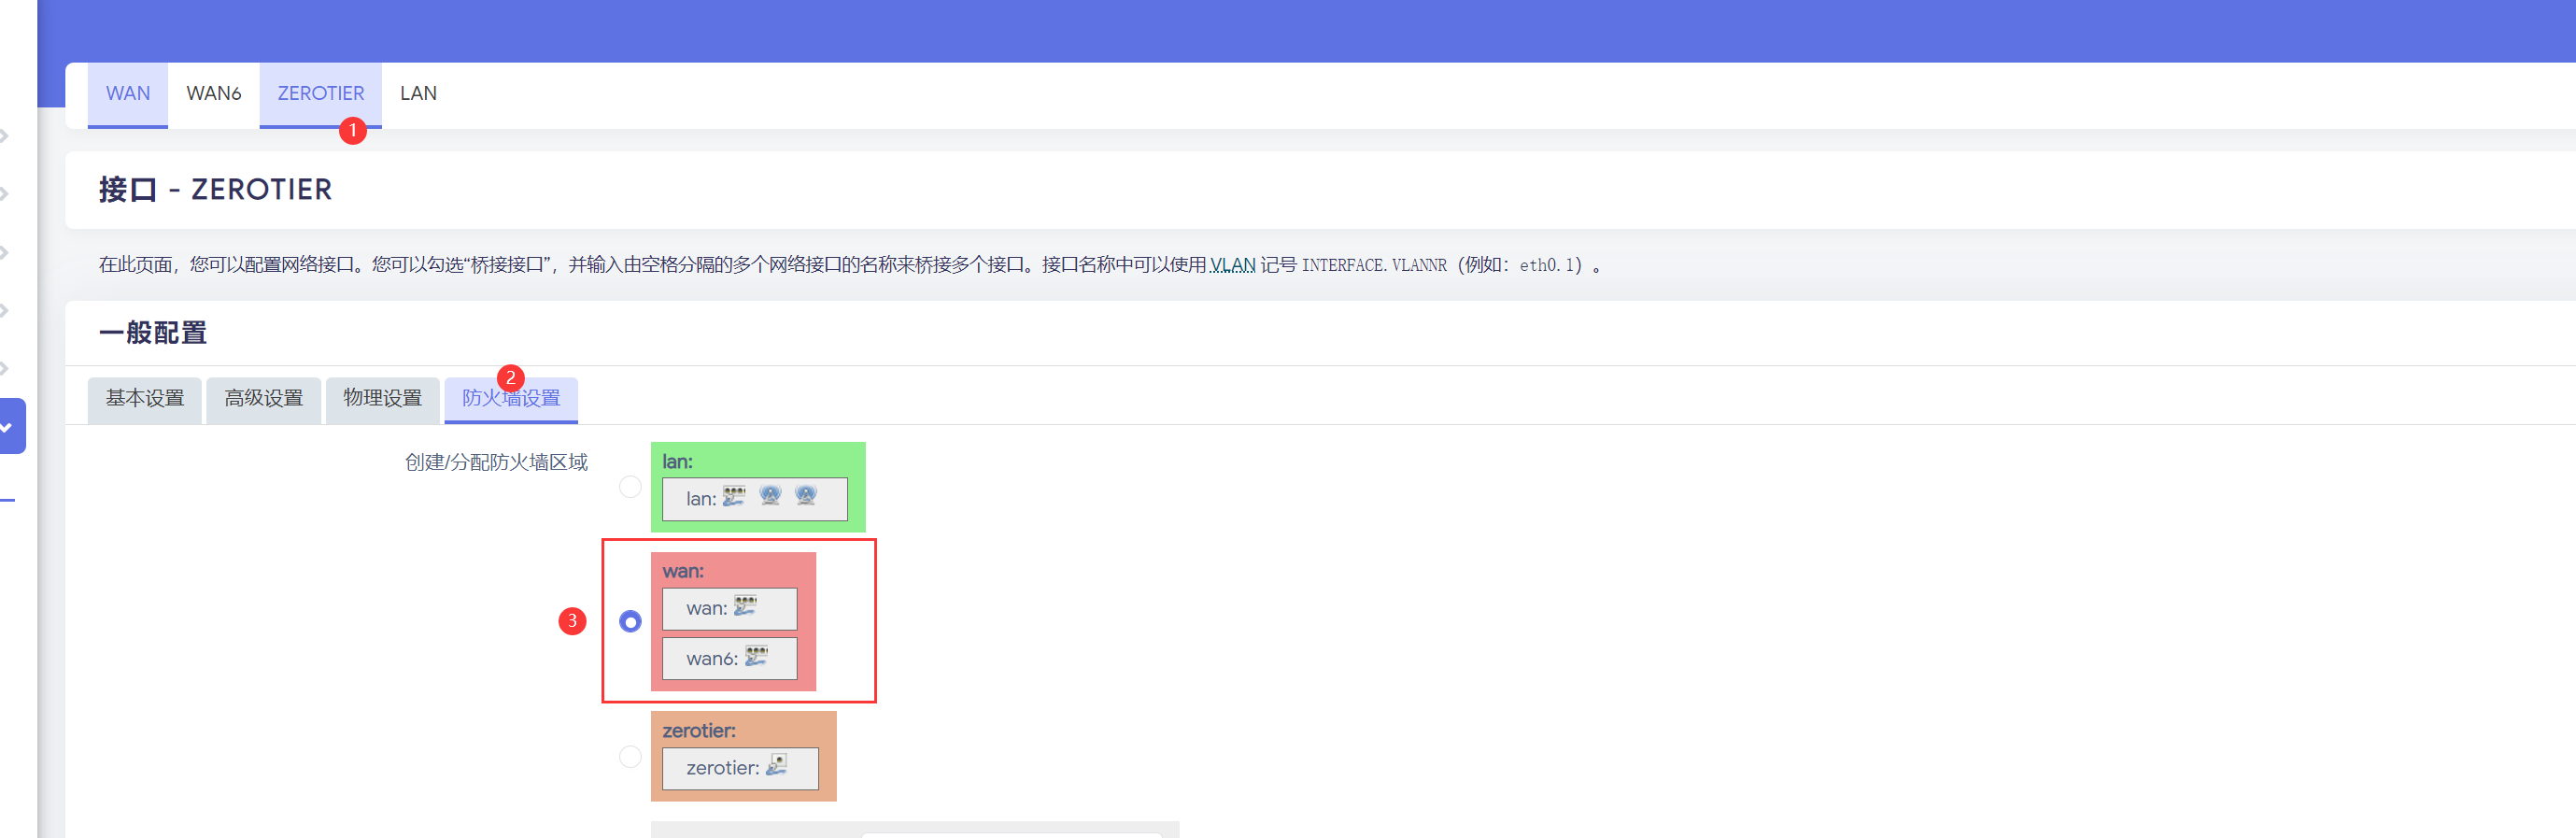 WAN WAN6 ZEROTIER LAN
1
接口 - ZEROTIER
在此页面，您可以配置网络接口。您可以勾选“桥接接口”，并输入由空格分隔的多个网络接口的名称来桥接多个接口。接口名称中可以使用 VLAN 记号 INTERFACE.VLANNR（例如：eth0.1）。
一般配置
2
基本设置 高级设置 物理设置 防火墙设置
创建/分配防火墙区域
lan:
lan:
wan:
wan:
3
wan6:
zerotier:
zerotier: